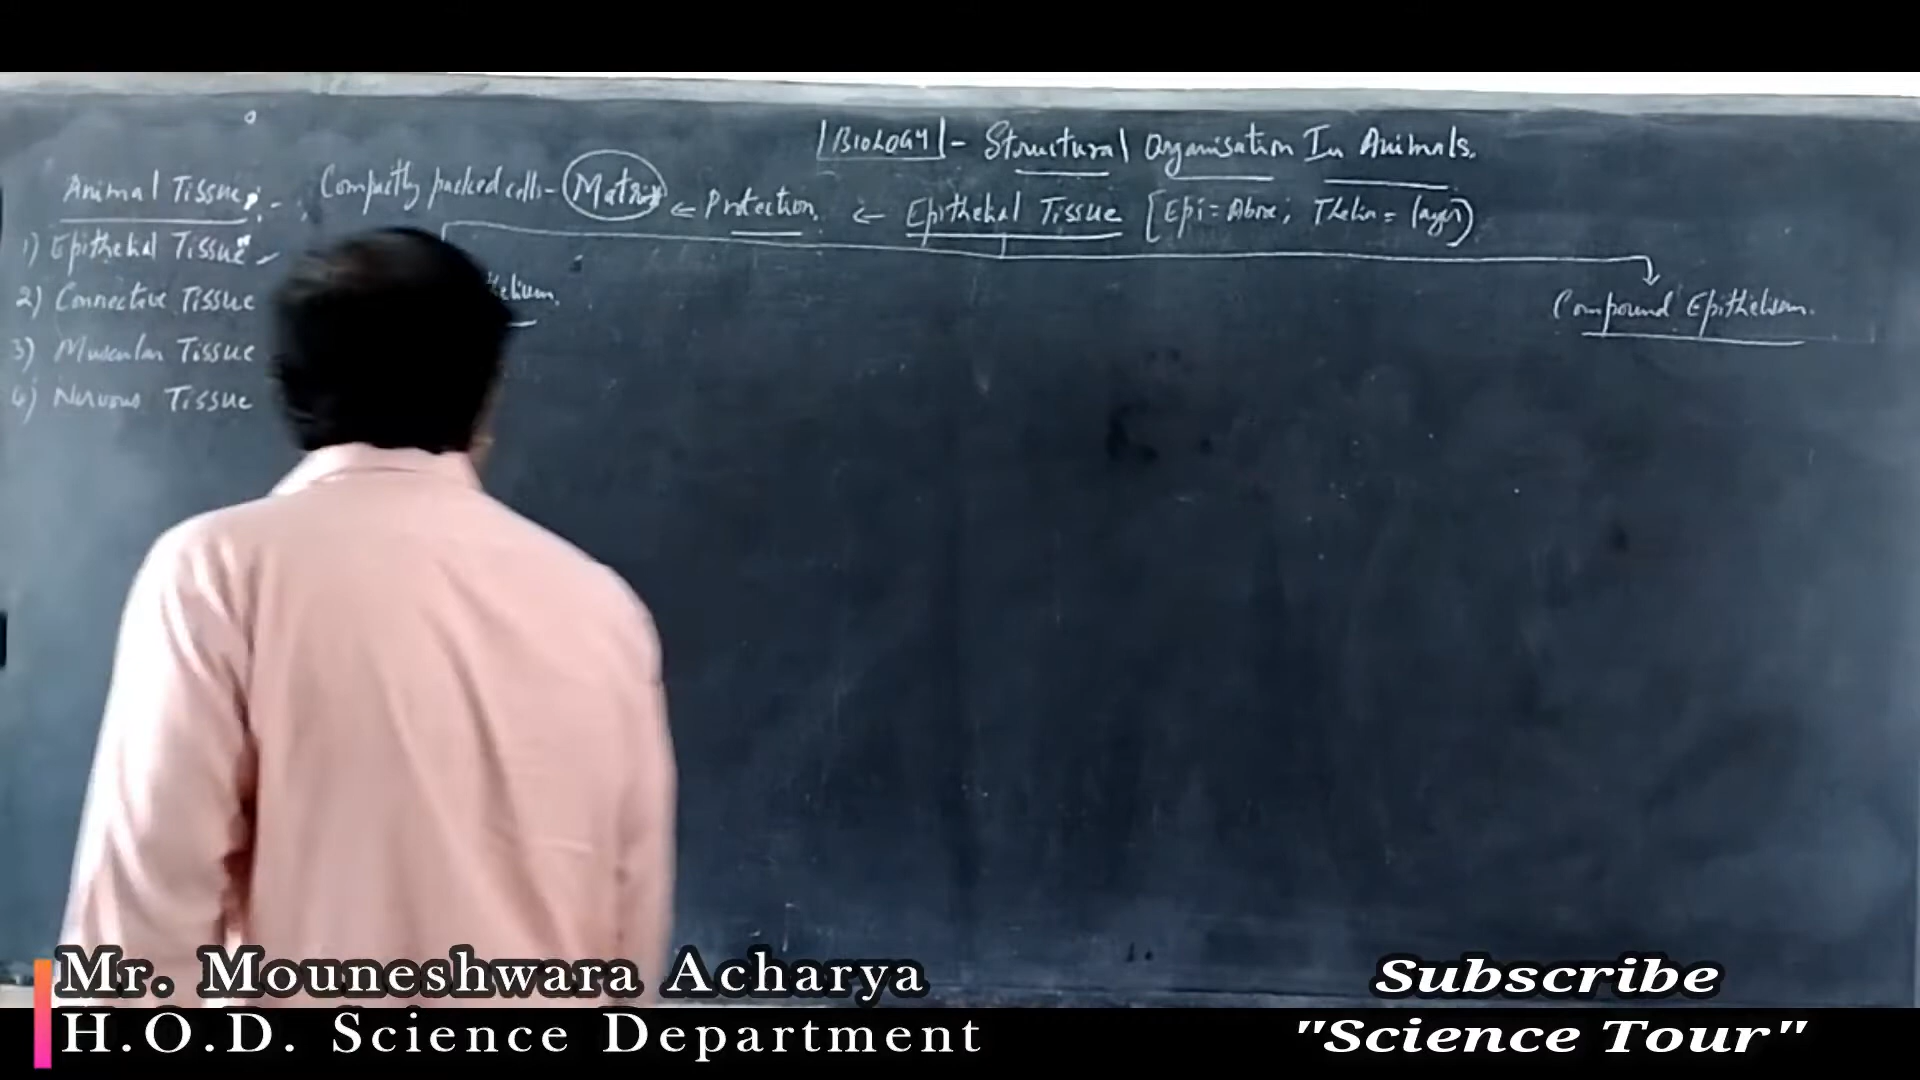 |BIOLOGY| - Structural Organisation In Animals.
Animal Tissue; - : Compactly packed cells - Matrix ← Protection. ← Epithelial Tissue [Epi = Above; Thelia = layer]
1) Epithelial Tissue"
2) Connective Tissue
3) Muscular Tissue
4) Nervous Tissue
Compound Epithelium.
Mr. Mouneshwara Acharya
H.O.D. Science Department
Subscribe
"Science Tour"